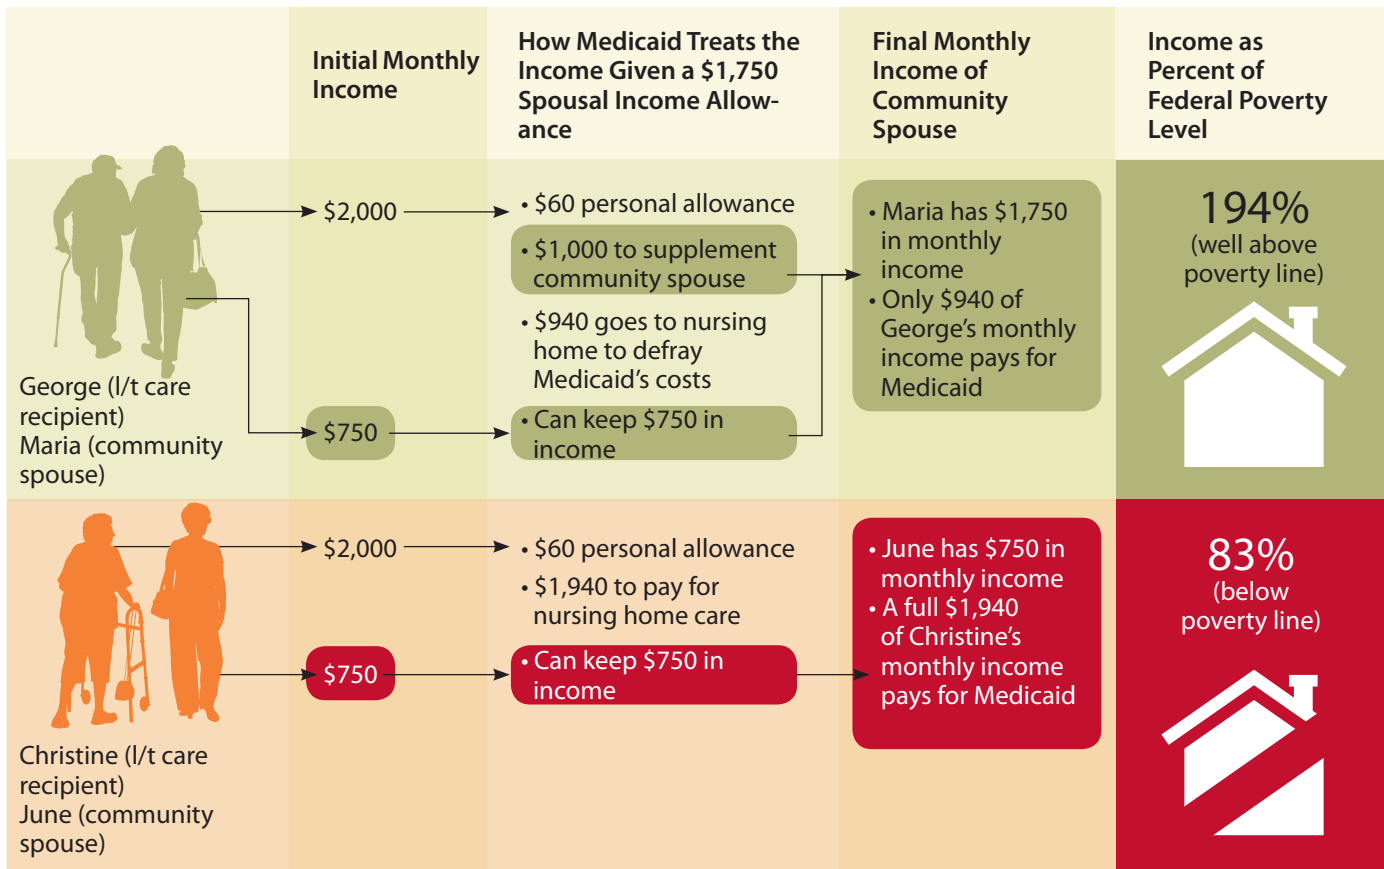 Initial Monthly
Income
How Medicaid Treats the
Income Given a $1,750
Spousal Income Allow-
ance
Final Monthly
Income of
Community
Spouse
Income as
Percent of
Federal Poverty
Level
George (l/t care
recipient)
Maria (community
spouse)
$2,000
$750
• $60 personal allowance
• $1,000 to supplement
community spouse
• $940 goes to nursing
home to defray
Medicaid’s costs
• Can keep $750 in
income
• Maria has $1,750
in monthly
income
• Only $940 of
George’s monthly
income pays for
Medicaid
194%
(well above
poverty line)
Christine (l/t care
recipient)
June (community
spouse)
$2,000
$750
• $60 personal allowance
• $1,940 to pay for
nursing home care
• Can keep $750 in
income
• June has $750 in
monthly income
• A full $1,940
of Christine’s
monthly income
pays for Medicaid
83%
(below
poverty line)